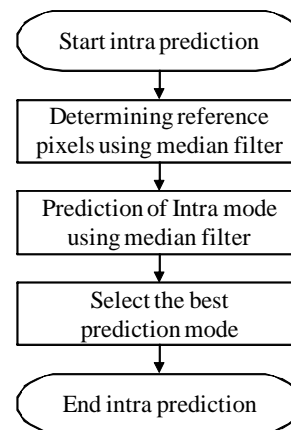 Start intra prediction
Determining reference
pixels using median filter
Prediction of Intra mode
using median filter
Select the best
prediction mode
End intra prediction